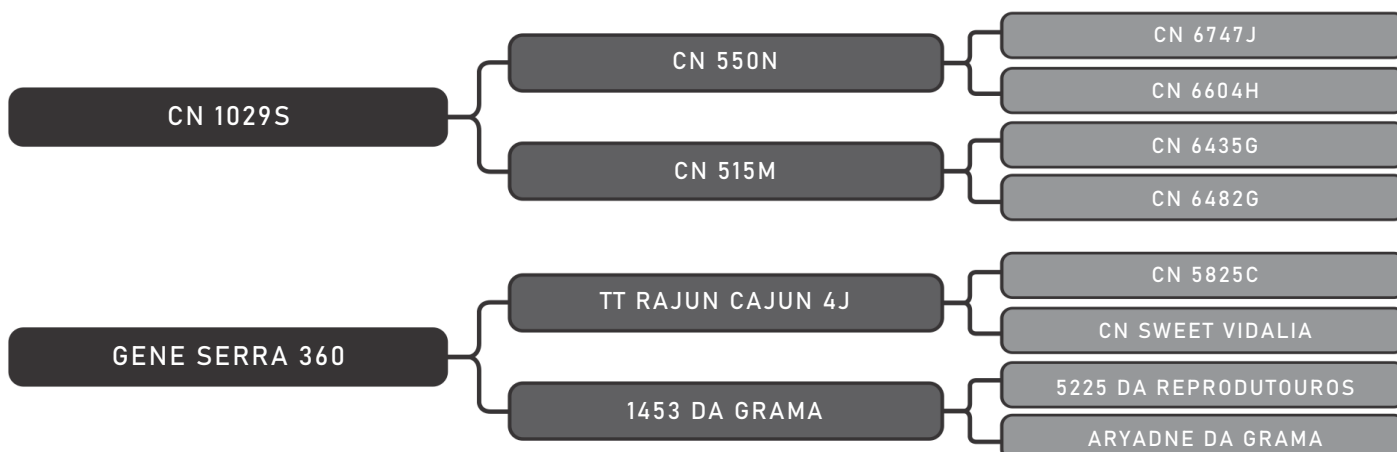 CN 1029S
CN 550N
CN 6747J
CN 6604H
CN 515M
CN 6435G
CN 6482G
GENE SERRA 360
TT RAJUN CAJUN 4J
CN 5825C
CN SWEET VIDALIA
1453 DA GRAMA
5225 DA REPRODUTOUROS
ARYADNE DA GRAMA